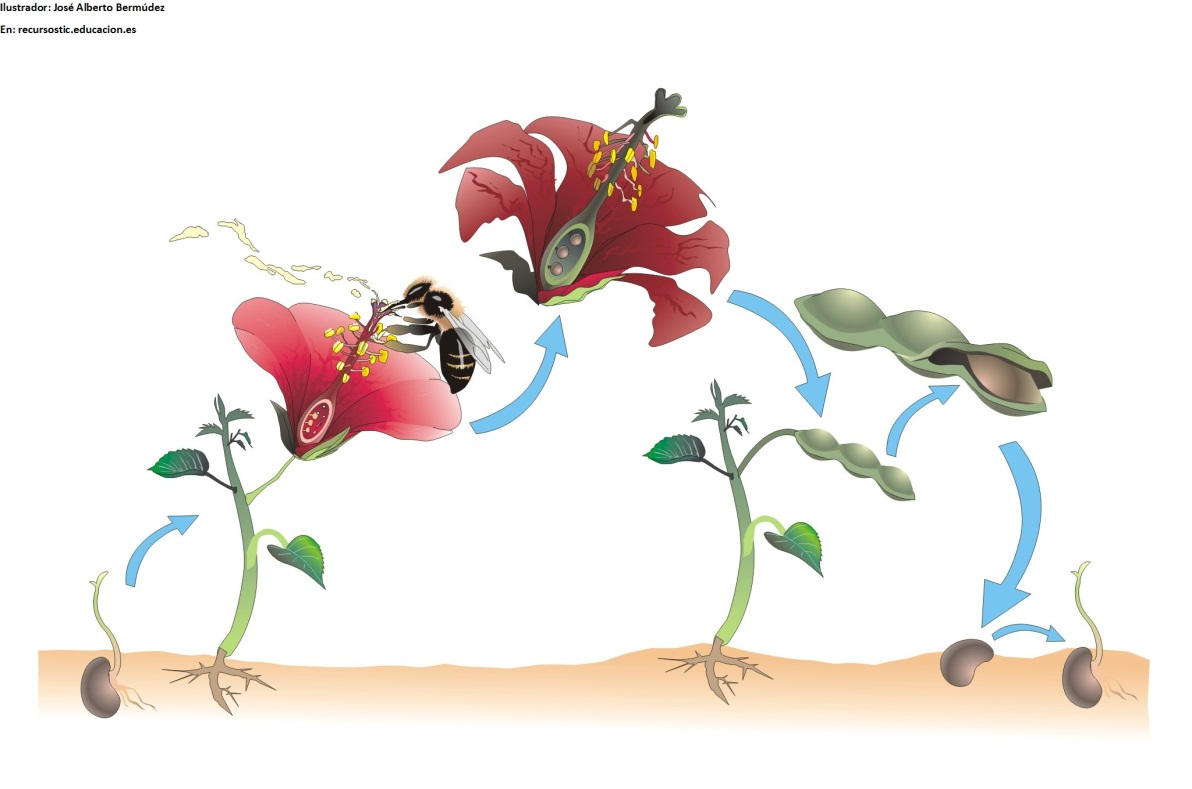 Ilustrador: José Alberto Bermúdez
En: recursostic.educacion.es